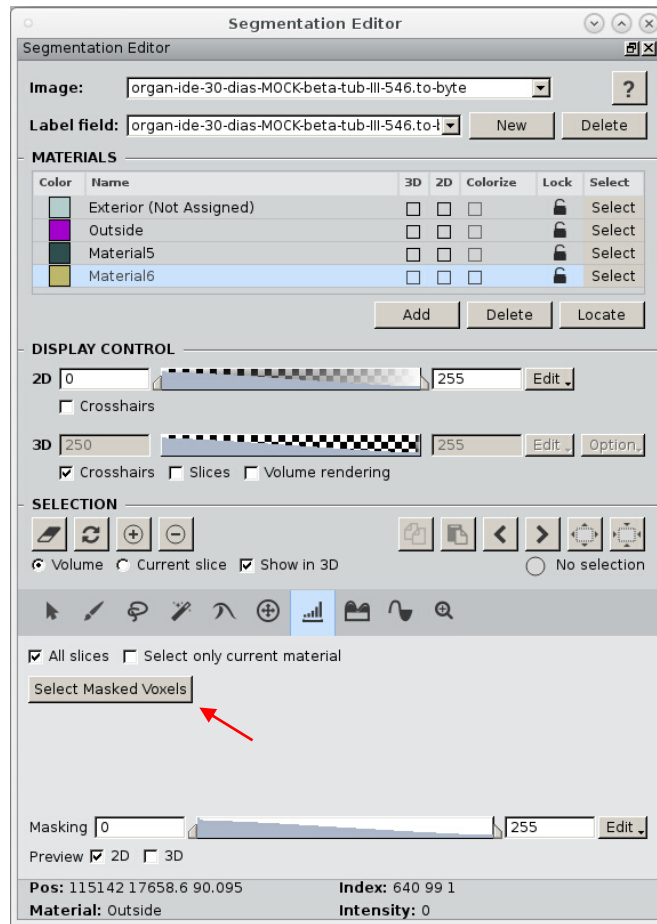 Segmentation Editor
Segmentation Editor
Image: organ-ide-30-dias-MOCK-beta-tub-III-546.to-byte ?
Label field: organ-ide-30-dias-MOCK-beta-tub-III-546.to-b New Delete
MATERIALS
Color Name 3D 2D Colorize Lock Select
Exterior (Not Assigned) Select
Outside Select
Material5 Select
Material6 Select
Add Delete Locate
DISPLAY CONTROL
2D 0 255 Edit
Crosshairs
3D 250 255 Edit Option
Crosshairs Slices Volume rendering
SELECTION
Volume Current slice Show in 3D No selection
All slices Select only current material
Select Masked Voxels
Masking 0 255 Edit
Preview 2D 3D
Pos: 115142 17658.6 90.095 Index: 640 99 1
Material: Outside Intensity: 0